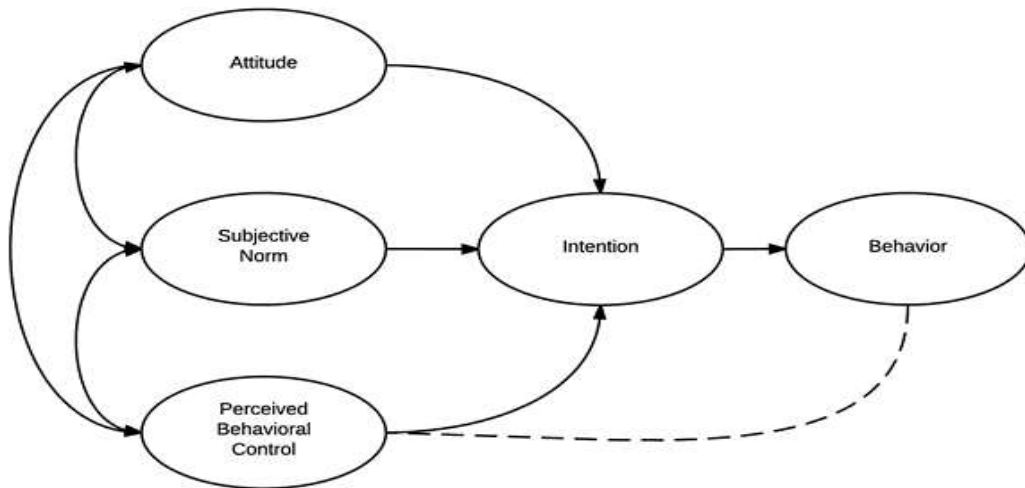 Attitude
Subjective
Norm
Intention
Behavior
Perceived
Behavioral
Control